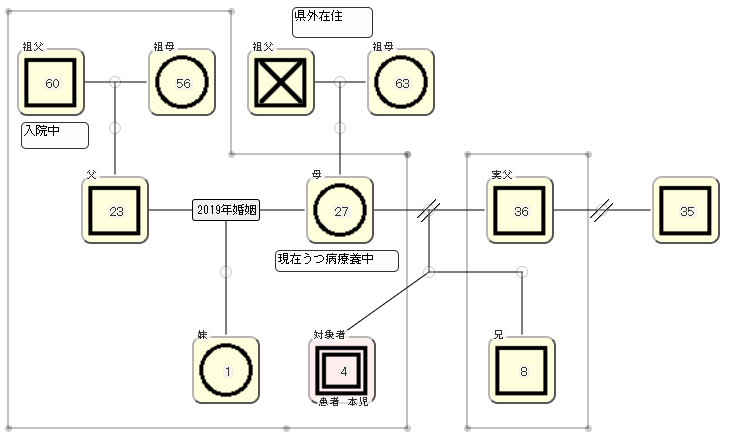 県外在住
祖父
祖母
祖父
祖母
60
56
63
入院中
父
母
実父
23
2019年婚姻
27
36
35
現在うつ病療養中
妹
対象者
兄
1
4
8
患者 本児